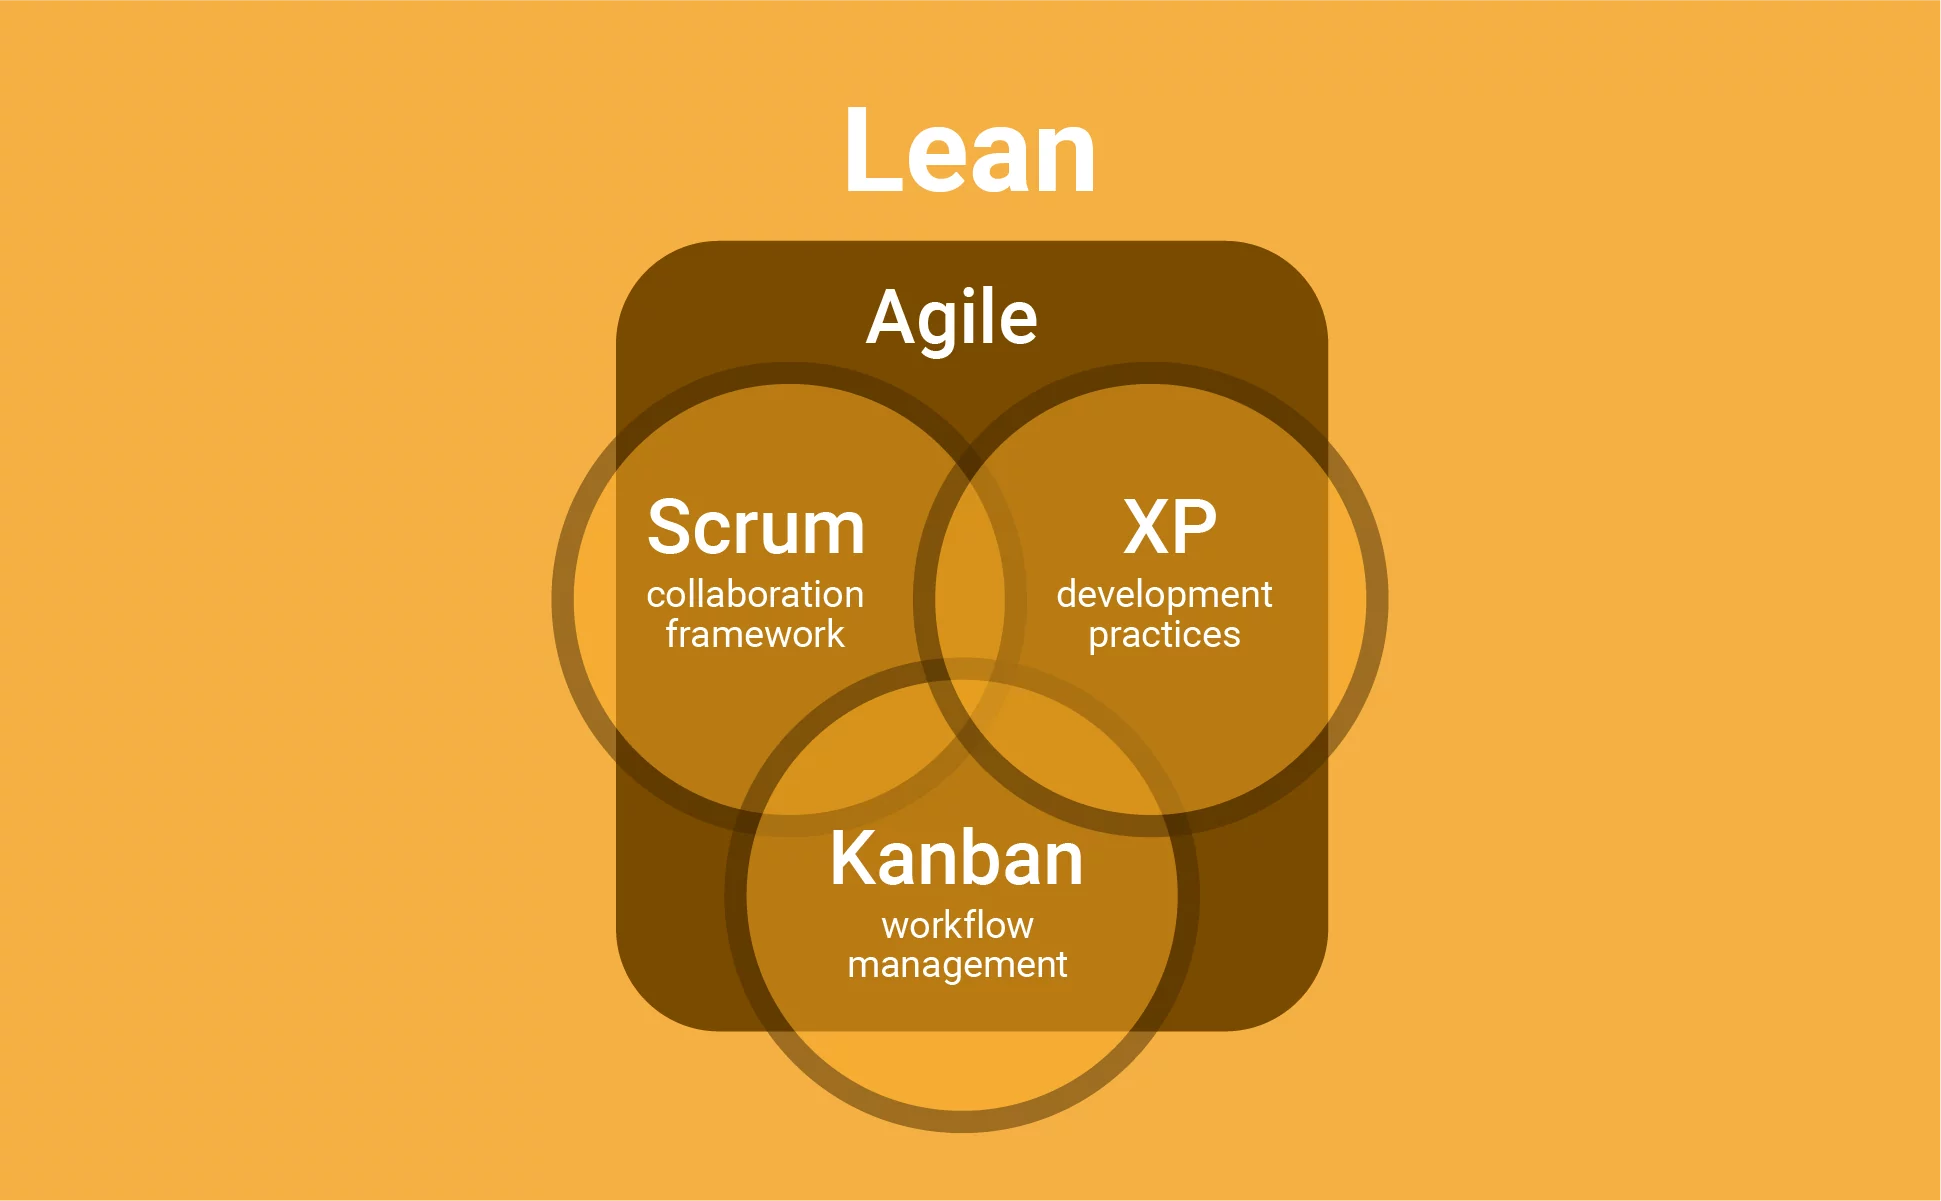 Lean
Agile
Scrum
collaboration
framework
XP
development
practices
Kanban
workflow
management